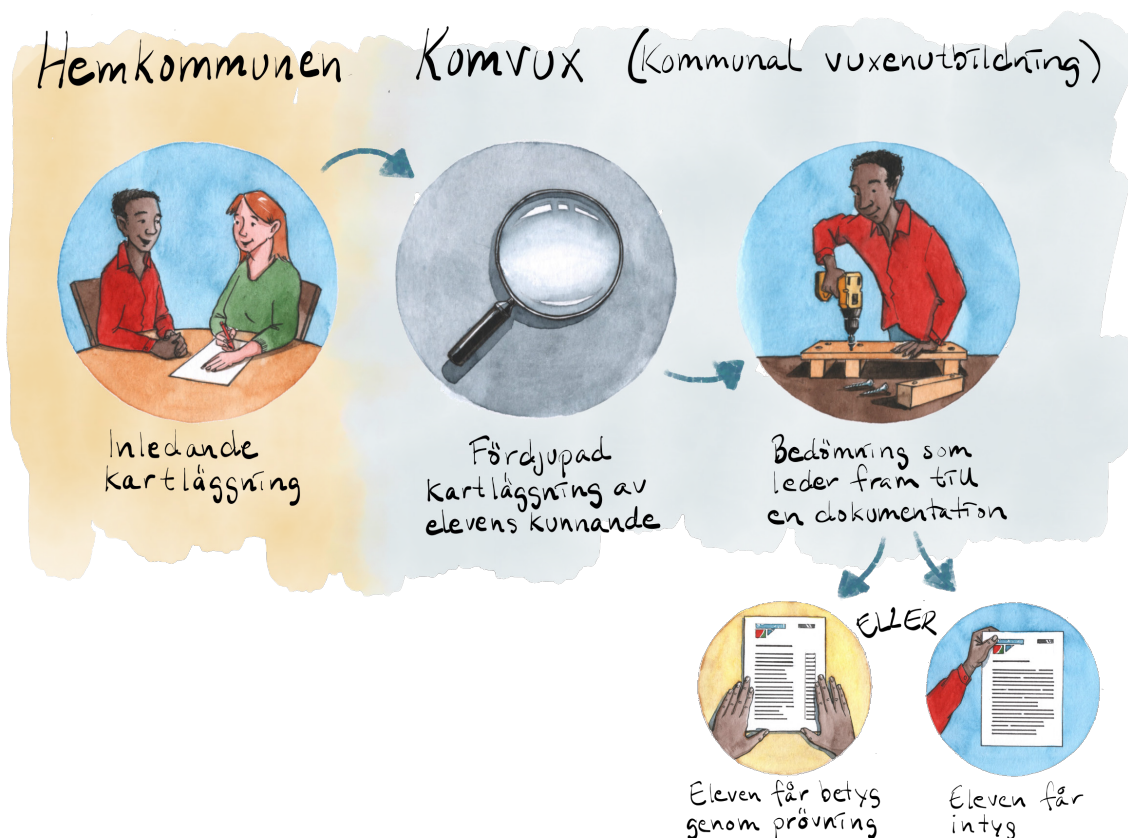 Hemkommunen
Komvux (Kommunal vuxenutbildning)
Inledande
kartläggning
Fördjupad
kartläggning av
elevens kunnande
Bedömning som
leder fram till
en dokumentation
ELLER
Eleven får betyg
genom prövning
Eleven får
intyg